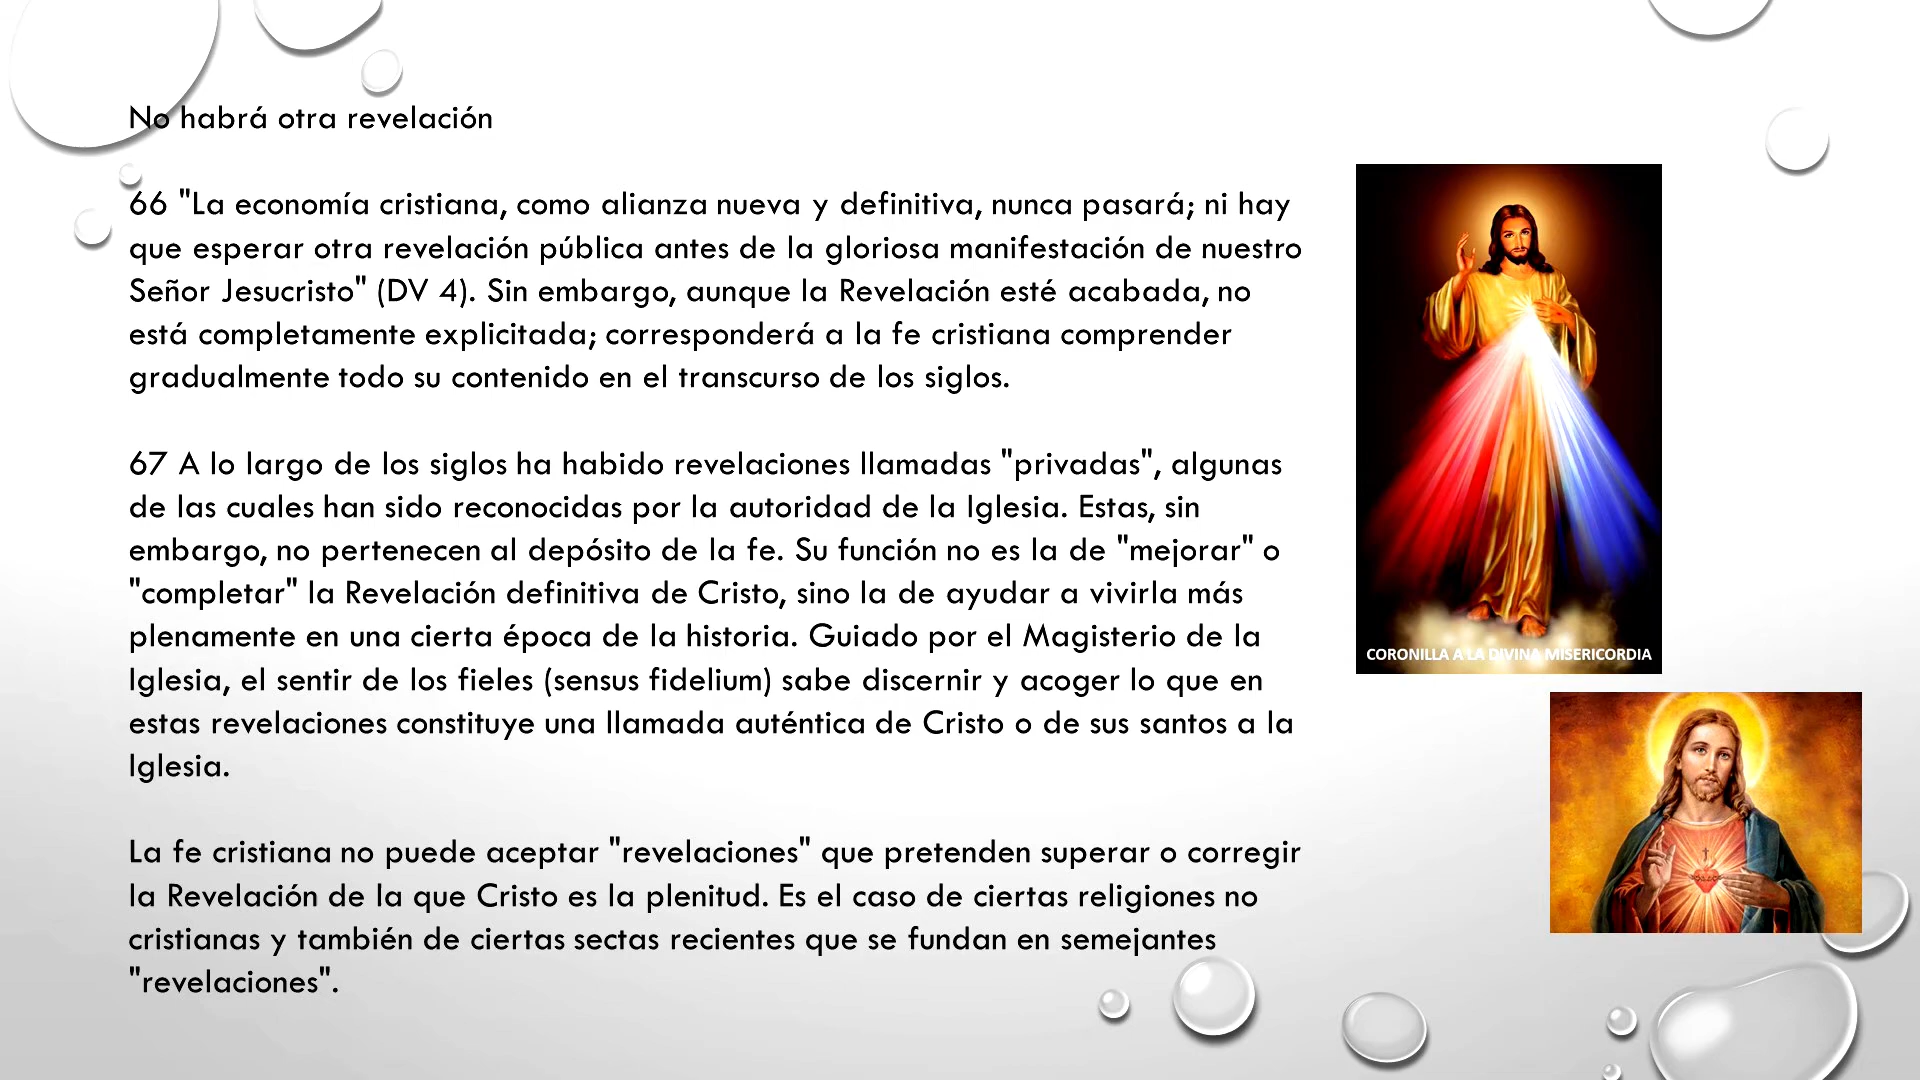 No habrá otra revelación
66 "La economía cristiana, como alianza nueva y definitiva, nunca pasará; ni hay
que esperar otra revelación pública antes de la gloriosa manifestación de nuestro
Señor Jesucristo" (DV 4). Sin embargo, aunque la Revelación esté acabada, no
está completamente explicitada; corresponderá a la fe cristiana comprender
gradualmente todo su contenido en el transcurso de los siglos.
67 A lo largo de los siglos ha habido revelaciones llamadas "privadas", algunas
de las cuales han sido reconocidas por la autoridad de la Iglesia. Estas, sin
embargo, no pertenecen al depósito de la fe. Su función no es la de "mejorar" o
"completar" la Revelación definitiva de Cristo, sino la de ayudar a vivirla más
plenamente en una cierta época de la historia. Guiado por el Magisterio de la
Iglesia, el sentir de los fieles (sensus fidelium) sabe discernir y acoger lo que en
estas revelaciones constituye una llamada auténtica de Cristo o de sus santos a la
Iglesia.
La fe cristiana no puede aceptar "revelaciones" que pretenden superar o corregir
la Revelación de la que Cristo es la plenitud. Es el caso de ciertas religiones no
cristianas y también de ciertas sectas recientes que se fundan en semejantes
"revelaciones".
CORONILLA A LA DIVINA MISERICORDIA